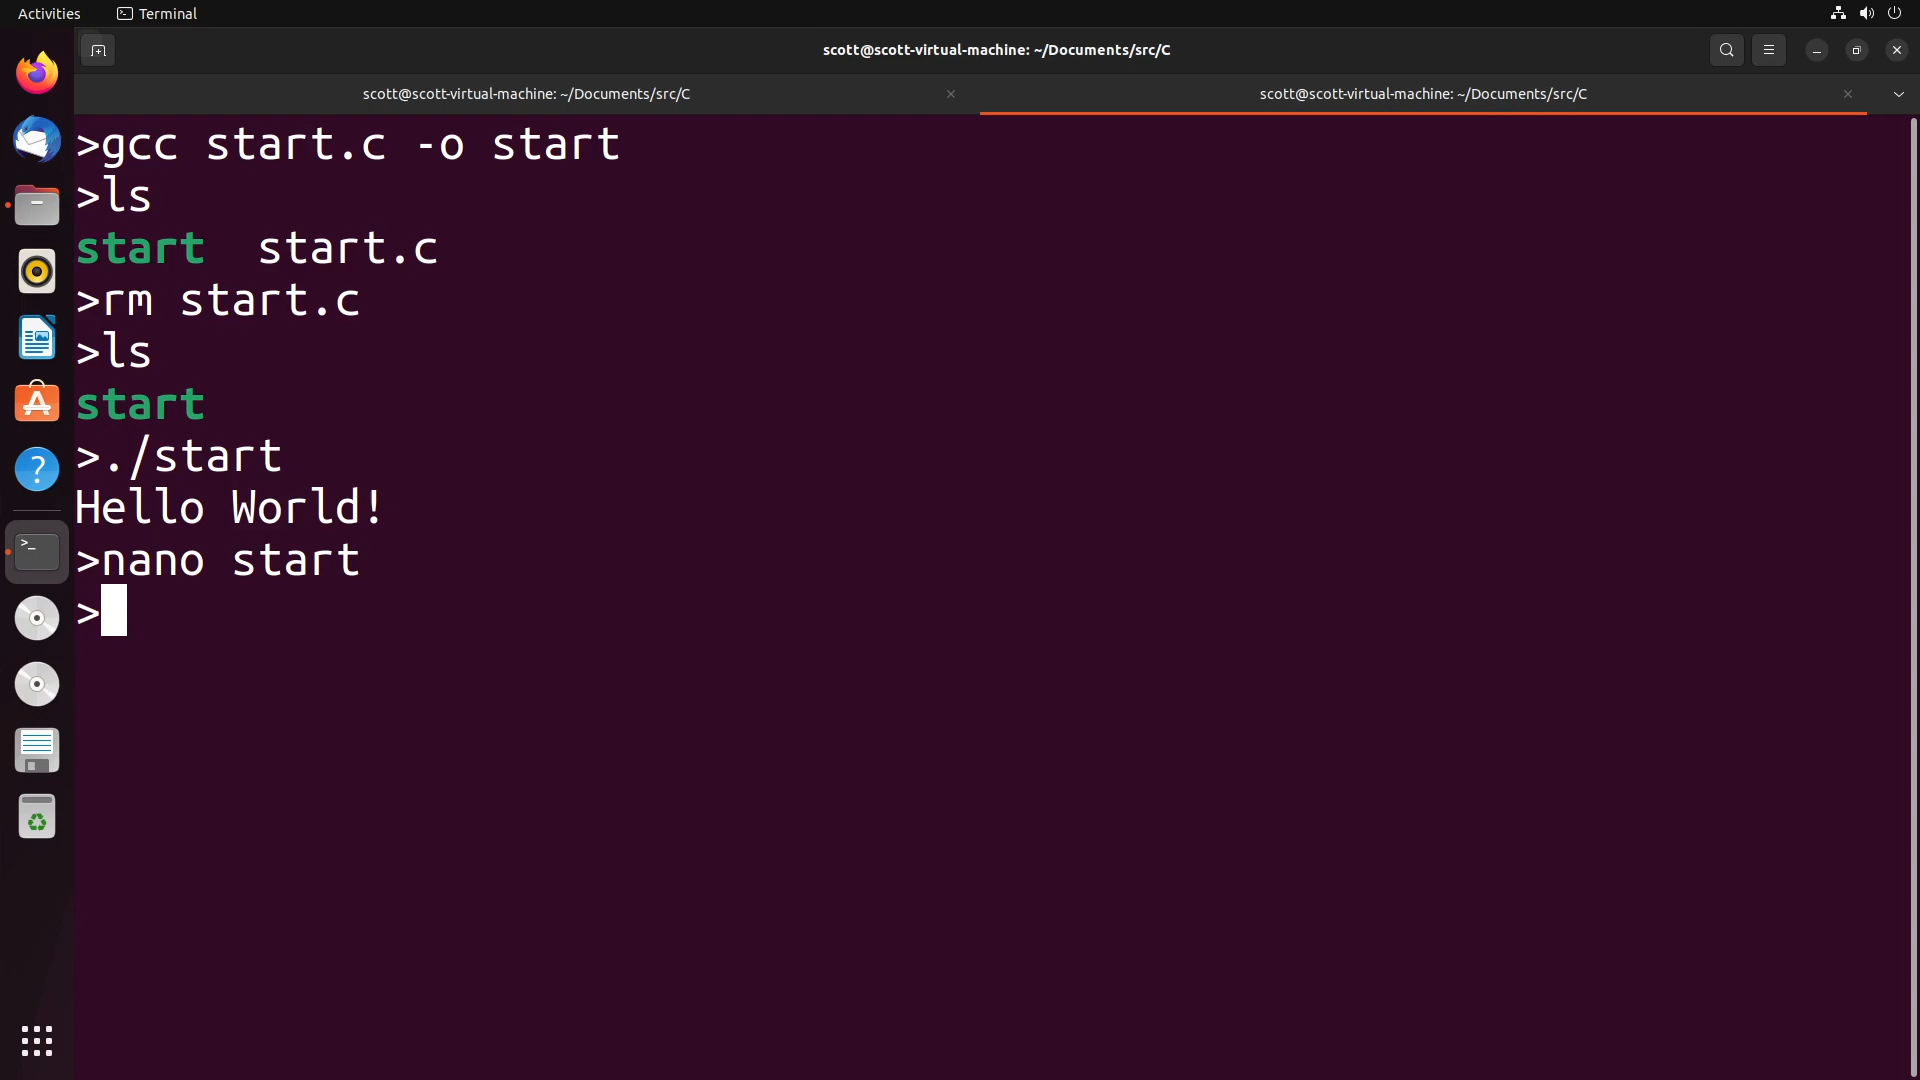 Activities
Terminal
scott@scott-virtual-machine: ~/Documents/src/C
scott@scott-virtual-machine: ~/Documents/src/C
scott@scott-virtual-machine: ~/Documents/src/C
>gcc start.c -o start
>ls
start  start.c
>rm start.c
>ls
start
>./start
Hello World!
>nano start
>